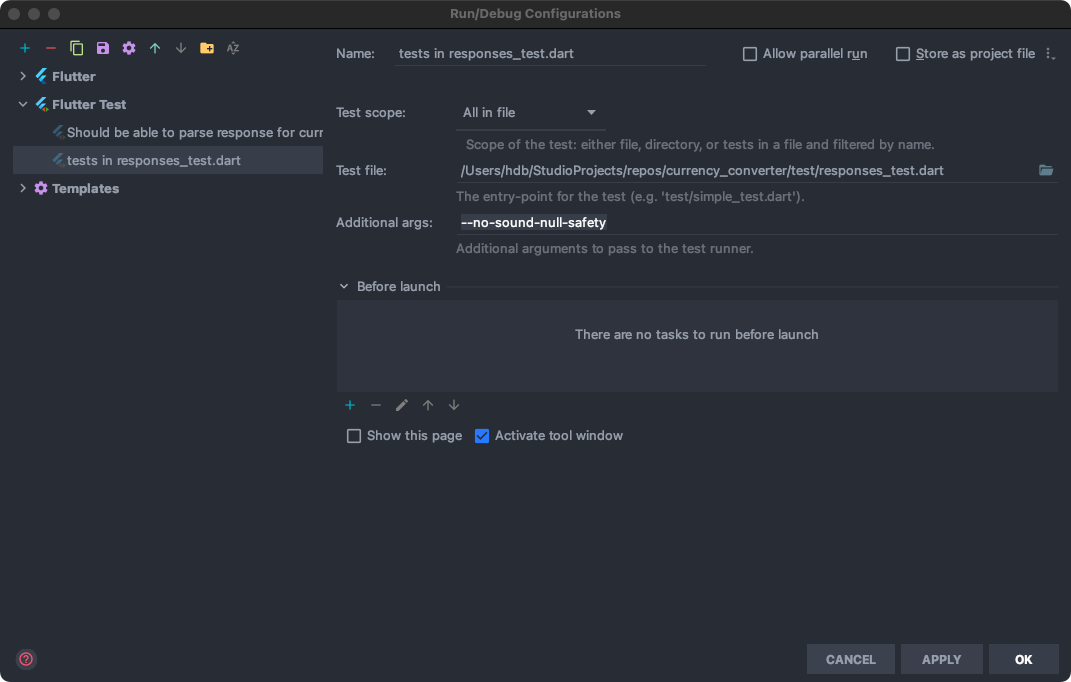 Run/Debug Configurations
Name: tests in responses_test.dart Allow parallel run Store as project file
Flutter
Flutter Test
Should be able to parse response for curr
tests in responses_test.dart
Templates
Test scope: All in file
Scope of the test: either file, directory, or tests in a file and filtered by name.
Test file: /Users/hdb/StudioProjects/repos/currency_converter/test/responses_test.dart
The entry-point for the test (e.g. 'test/simple_test.dart').
Additional args: --no-sound-null-safety
Additional arguments to pass to the test runner.
Before launch
There are no tasks to run before launch
Show this page Activate tool window
CANCEL APPLY OK